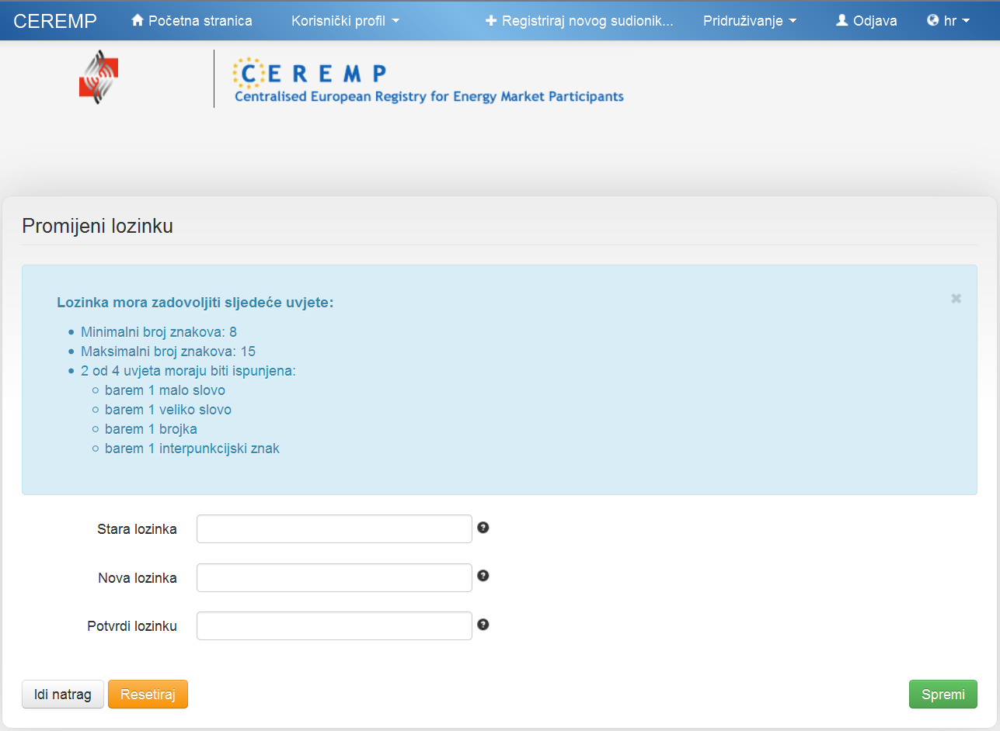 CEREMP Početna stranica Korisnički profil Registriraj novog sudionik... Pridruživanje Odjava hr
CEREMP
Centralised European Registry for Energy Market Participants
Promijeni lozinku
Lozinka mora zadovoljiti sljedeće uvjete:
Minimalni broj znakova: 8
Maksimalni broj znakova: 15
2 od 4 uvjeta moraju biti ispunjena:
barem 1 malo slovo
barem 1 veliko slovo
barem 1 brojka
barem 1 interpunkcijski znak
Stara lozinka
Nova lozinka
Potvrdi lozinku
Idi natrag Resetiraj Spremi